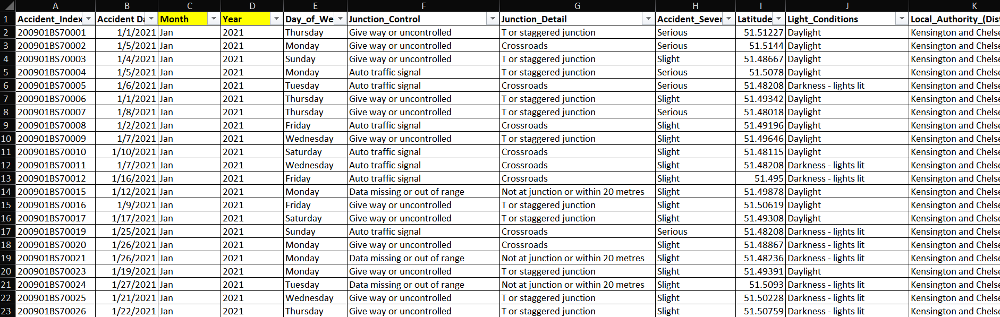 A B C D E F G H I J K
1 Accident_Index Accident Da Month Year Day_of_We Junction_Control Junction_Detail Accident_Sever Latitude Light_Conditions Local_Authority_(Dist
2 200901BS70001 1/1/2021 Jan 2021 Thursday Give way or uncontrolled T or staggered junction Serious 51.51227 Daylight Kensington and Chelse
3 200901BS70002 1/5/2021 Jan 2021 Monday Give way or uncontrolled Crossroads Serious 51.5144 Daylight Kensington and Chelse
4 200901BS70003 1/4/2021 Jan 2021 Sunday Give way or uncontrolled T or staggered junction Slight 51.48667 Daylight Kensington and Chelse
5 200901BS70004 1/5/2021 Jan 2021 Monday Auto traffic signal T or staggered junction Serious 51.5078 Daylight Kensington and Chelse
6 200901BS70005 1/6/2021 Jan 2021 Tuesday Auto traffic signal Crossroads Serious 51.48208 Darkness - lights lit Kensington and Chelse
7 200901BS70006 1/1/2021 Jan 2021 Thursday Give way or uncontrolled T or staggered junction Slight 51.49342 Daylight Kensington and Chelse
8 200901BS70007 1/8/2021 Jan 2021 Thursday Give way or uncontrolled T or staggered junction Serious 51.48018 Daylight Kensington and Chelse
9 200901BS70008 1/2/2021 Jan 2021 Friday Auto traffic signal Crossroads Slight 51.49196 Daylight Kensington and Chelse
10 200901BS70009 1/7/2021 Jan 2021 Wednesday Give way or uncontrolled T or staggered junction Slight 51.49646 Daylight Kensington and Chelse
11 200901BS70010 1/10/2021 Jan 2021 Saturday Auto traffic signal Crossroads Slight 51.48115 Daylight Kensington and Chelse
12 200901BS70011 1/7/2021 Jan 2021 Wednesday Auto traffic signal Crossroads Slight 51.48208 Darkness - lights lit Kensington and Chelse
13 200901BS70012 1/16/2021 Jan 2021 Friday Auto traffic signal Crossroads Slight 51.495 Darkness - lights lit Kensington and Chelse
14 200901BS70015 1/12/2021 Jan 2021 Monday Data missing or out of range Not at junction or within 20 metres Slight 51.49878 Daylight Kensington and Chelse
15 200901BS70016 1/9/2021 Jan 2021 Friday Give way or uncontrolled T or staggered junction Slight 51.50619 Daylight Kensington and Chelse
16 200901BS70017 1/17/2021 Jan 2021 Saturday Give way or uncontrolled T or staggered junction Slight 51.49308 Daylight Kensington and Chelse
17 200901BS70019 1/25/2021 Jan 2021 Sunday Auto traffic signal Crossroads Serious 51.48208 Darkness - lights lit Kensington and Chelse
18 200901BS70020 1/26/2021 Jan 2021 Monday Give way or uncontrolled Crossroads Slight 51.48867 Darkness - lights lit Kensington and Chelse
19 200901BS70021 1/26/2021 Jan 2021 Monday Data missing or out of range Not at junction or within 20 metres Slight 51.48236 Darkness - lights lit Kensington and Chelse
20 200901BS70023 1/19/2021 Jan 2021 Monday Give way or uncontrolled T or staggered junction Slight 51.49391 Daylight Kensington and Chelse
21 200901BS70024 1/27/2021 Jan 2021 Tuesday Data missing or out of range Not at junction or within 20 metres Slight 51.5093 Darkness - lights lit Kensington and Chelse
22 200901BS70025 1/21/2021 Jan 2021 Wednesday Give way or uncontrolled T or staggered junction Slight 51.50228 Darkness - lights lit Kensington and Chelse
23 200901BS70026 1/22/2021 Jan 2021 Thursday Give way or uncontrolled T or staggered junction Slight 51.50759 Darkness - lights lit Kensington and Chelse